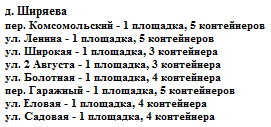 д. Ширяева
пер. Комсомольский - 1 площадка, 5 контейнеров
ул. Ленина - 1 площадка, 5 контейнеров
ул. Широкая - 1 площадка, 3 контейнера
ул. 2 Августа - 1 площадка, 3 контейнера
ул. Болотная - 1 площадка, 4 контейнера
пер. Гаражный - 1 площадка, 5 контейнеров
ул. Еловая - 1 площадка, 4 контейнера
ул. Садовая - 1 площадка, 4 контейнера